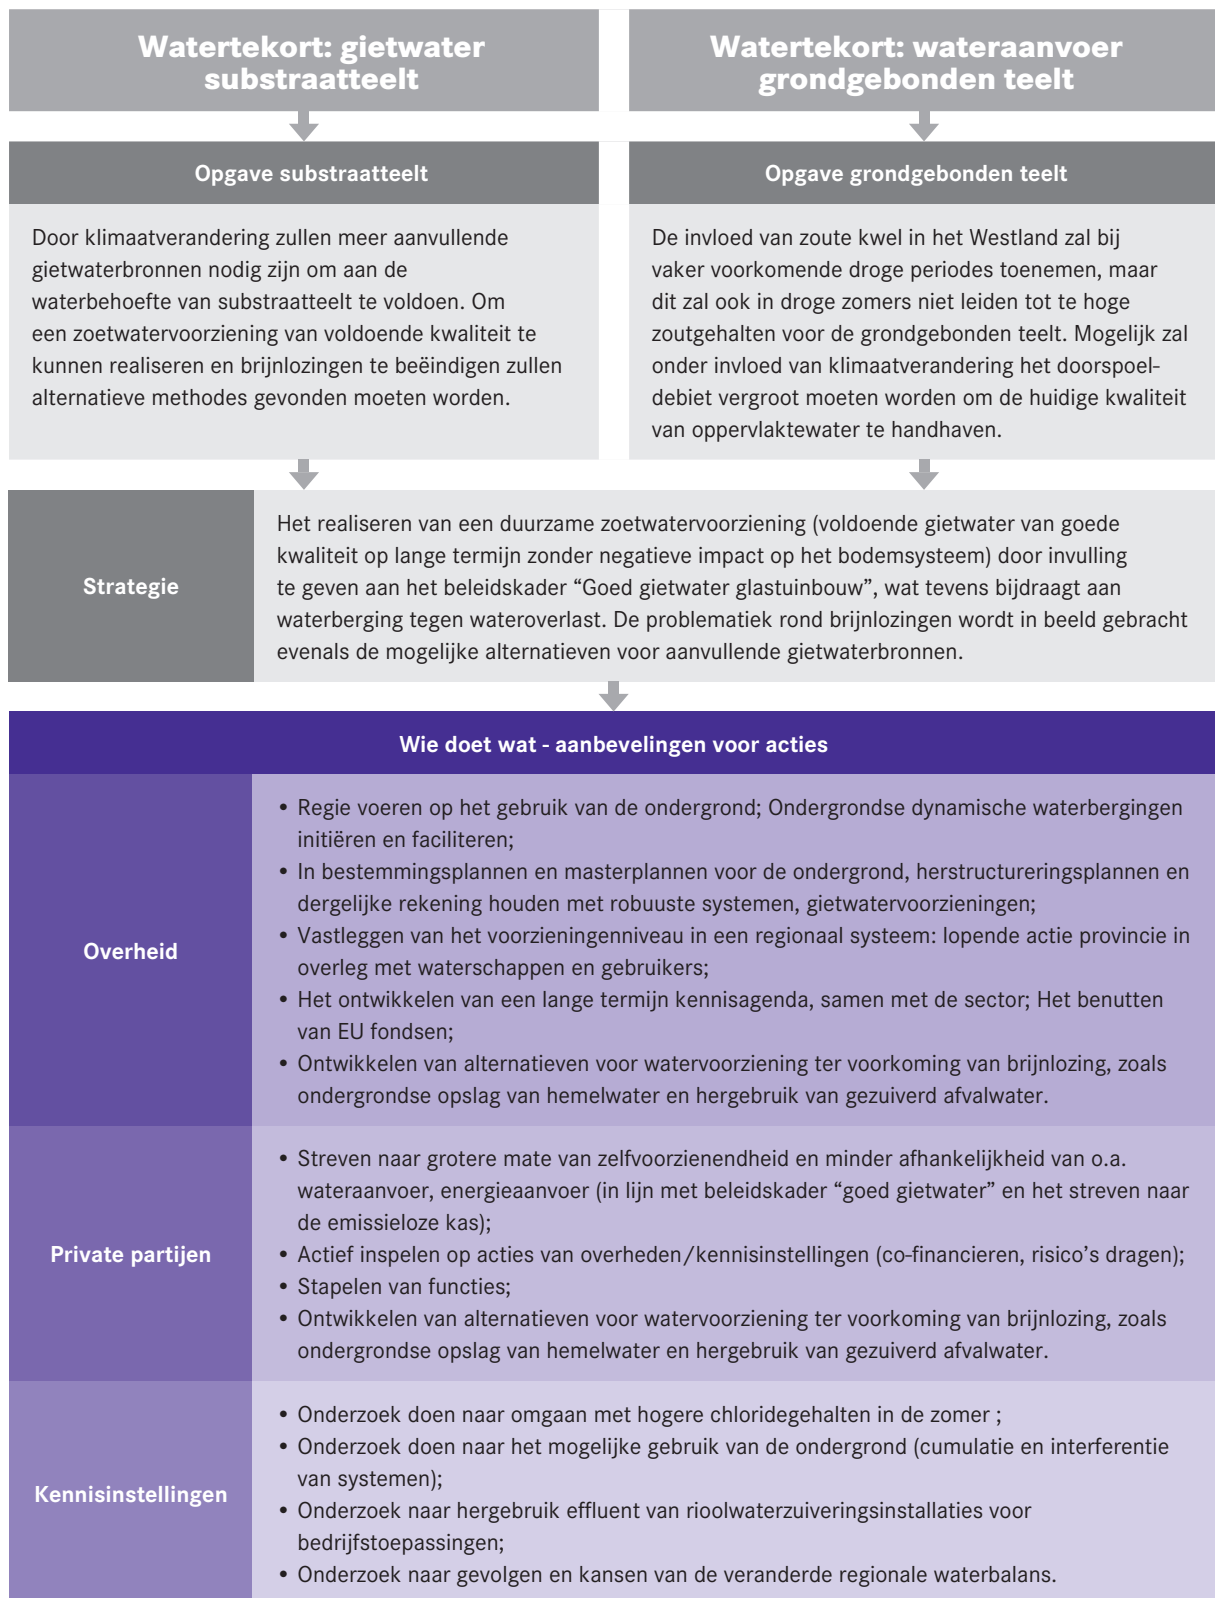 Watertekort: gietwater
substraatteelt
Watertekort: wateraanvoer
grondgebonden teelt
Opgave substraatteelt
Opgave grondgebonden teelt
Door klimaatverandering zullen meer aanvullende
gietwaterbronnen nodig zijn om aan de
waterbehoefte van substraatteelt te voldoen. Om
een zoetwatervoorziening van voldoende kwaliteit te
kunnen realiseren en brijnlozingen te beëindigen zullen
alternatieve methodes gevonden moeten worden.
De invloed van zoute kwel in het Westland zal bij
vaker voorkomende droge periodes toenemen, maar
dit zal ook in droge zomers niet leiden tot te hoge
zoutgehalten voor de grondgebonden teelt. Mogelijk zal
onder invloed van klimaatverandering het doorspoel-
debiet vergroot moeten worden om de huidige kwaliteit
van oppervlaktewater te handhaven.
Strategie
Het realiseren van een duurzame zoetwatervoorziening (voldoende gietwater van goede
kwaliteit op lange termijn zonder negatieve impact op het bodemsysteem) door invulling
te geven aan het beleidskader “Goed gietwater glastuinbouw”, wat tevens bijdraagt aan
waterberging tegen wateroverlast. De problematiek rond brijnlozingen wordt in beeld gebracht
evenals de mogelijke alternatieven voor aanvullende gietwaterbronnen.
Wie doet wat - aanbevelingen voor acties
Overheid
• Regie voeren op het gebruik van de ondergrond; Ondergrondse dynamische waterbergingen
initiëren en faciliteren;
• In bestemmingsplannen en masterplannen voor de ondergrond, herstructureringsplannen en
dergelijke rekening houden met robuuste systemen, gietwatervoorzieningen;
• Vastleggen van het voorzieningenniveau in een regionaal systeem: lopende actie provincie in
overleg met waterschappen en gebruikers;
• Het ontwikkelen van een lange termijn kennisagenda, samen met de sector; Het benutten
van EU fondsen;
• Ontwikkelen van alternatieven voor watervoorziening ter voorkoming van brijnlozing, zoals
ondergrondse opslag van hemelwater en hergebruik van gezuiverd afvalwater.
Private partijen
• Streven naar grotere mate van zelfvoorzienendheid en minder afhankelijkheid van o.a.
wateraanvoer, energieaanvoer (in lijn met beleidskader “goed gietwater” en het streven naar
de emissieloze kas);
• Actief inspelen op acties van overheden/kennisinstellingen (co-financieren, risico’s dragen);
• Stapelen van functies;
• Ontwikkelen van alternatieven voor watervoorziening ter voorkoming van brijnlozing, zoals
ondergrondse opslag van hemelwater en hergebruik van gezuiverd afvalwater.
Kennisinstellingen
• Onderzoek doen naar omgaan met hogere chloridegehalten in de zomer ;
• Onderzoek doen naar het mogelijke gebruik van de ondergrond (cumulatie en interferentie
van systemen);
• Onderzoek naar hergebruik effluent van rioolwaterzuiveringsinstallaties voor
bedrijfstoepassingen;
• Onderzoek naar gevolgen en kansen van de veranderde regionale waterbalans.